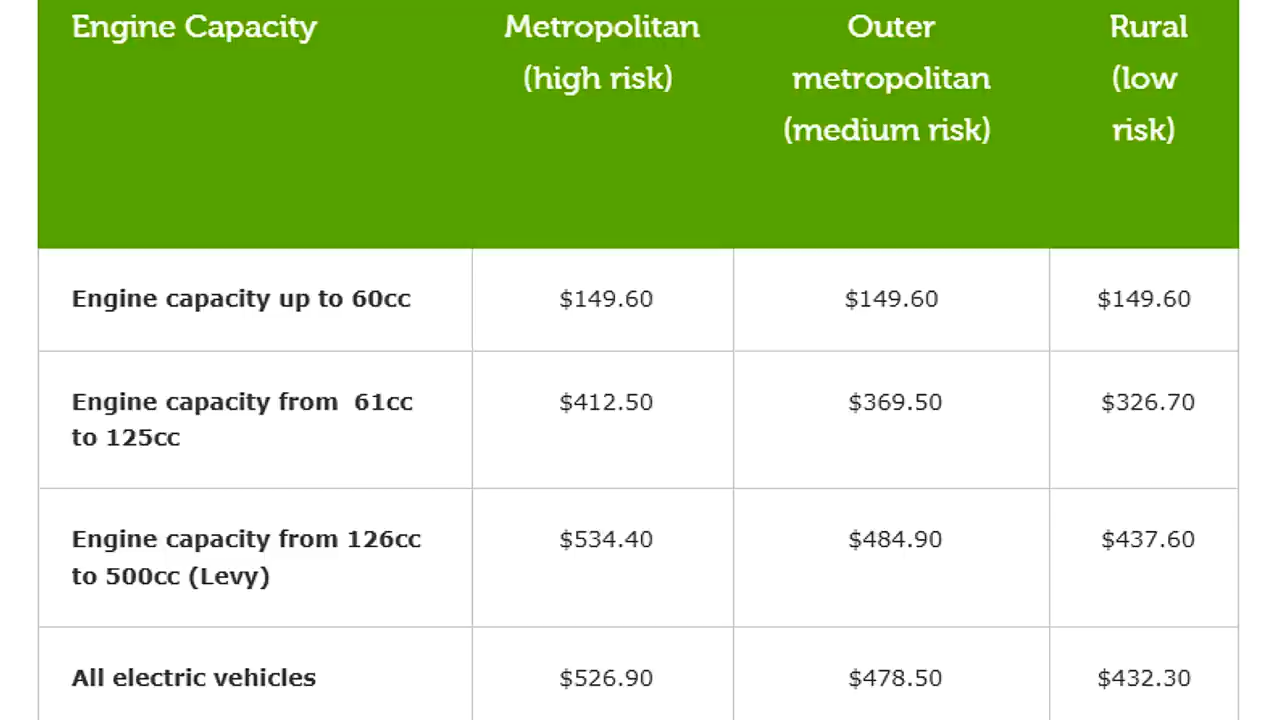 Engine Capacity Metropolitan (high risk) Outer metropolitan (medium risk) Rural (low risk)
Engine capacity up to 60cc $149.60 $149.60 $149.60
Engine capacity from  61cc to 125cc $412.50 $369.50 $326.70
Engine capacity from 126cc to 500cc (Levy) $534.40 $484.90 $437.60
All electric vehicles $526.90 $478.50 $432.30